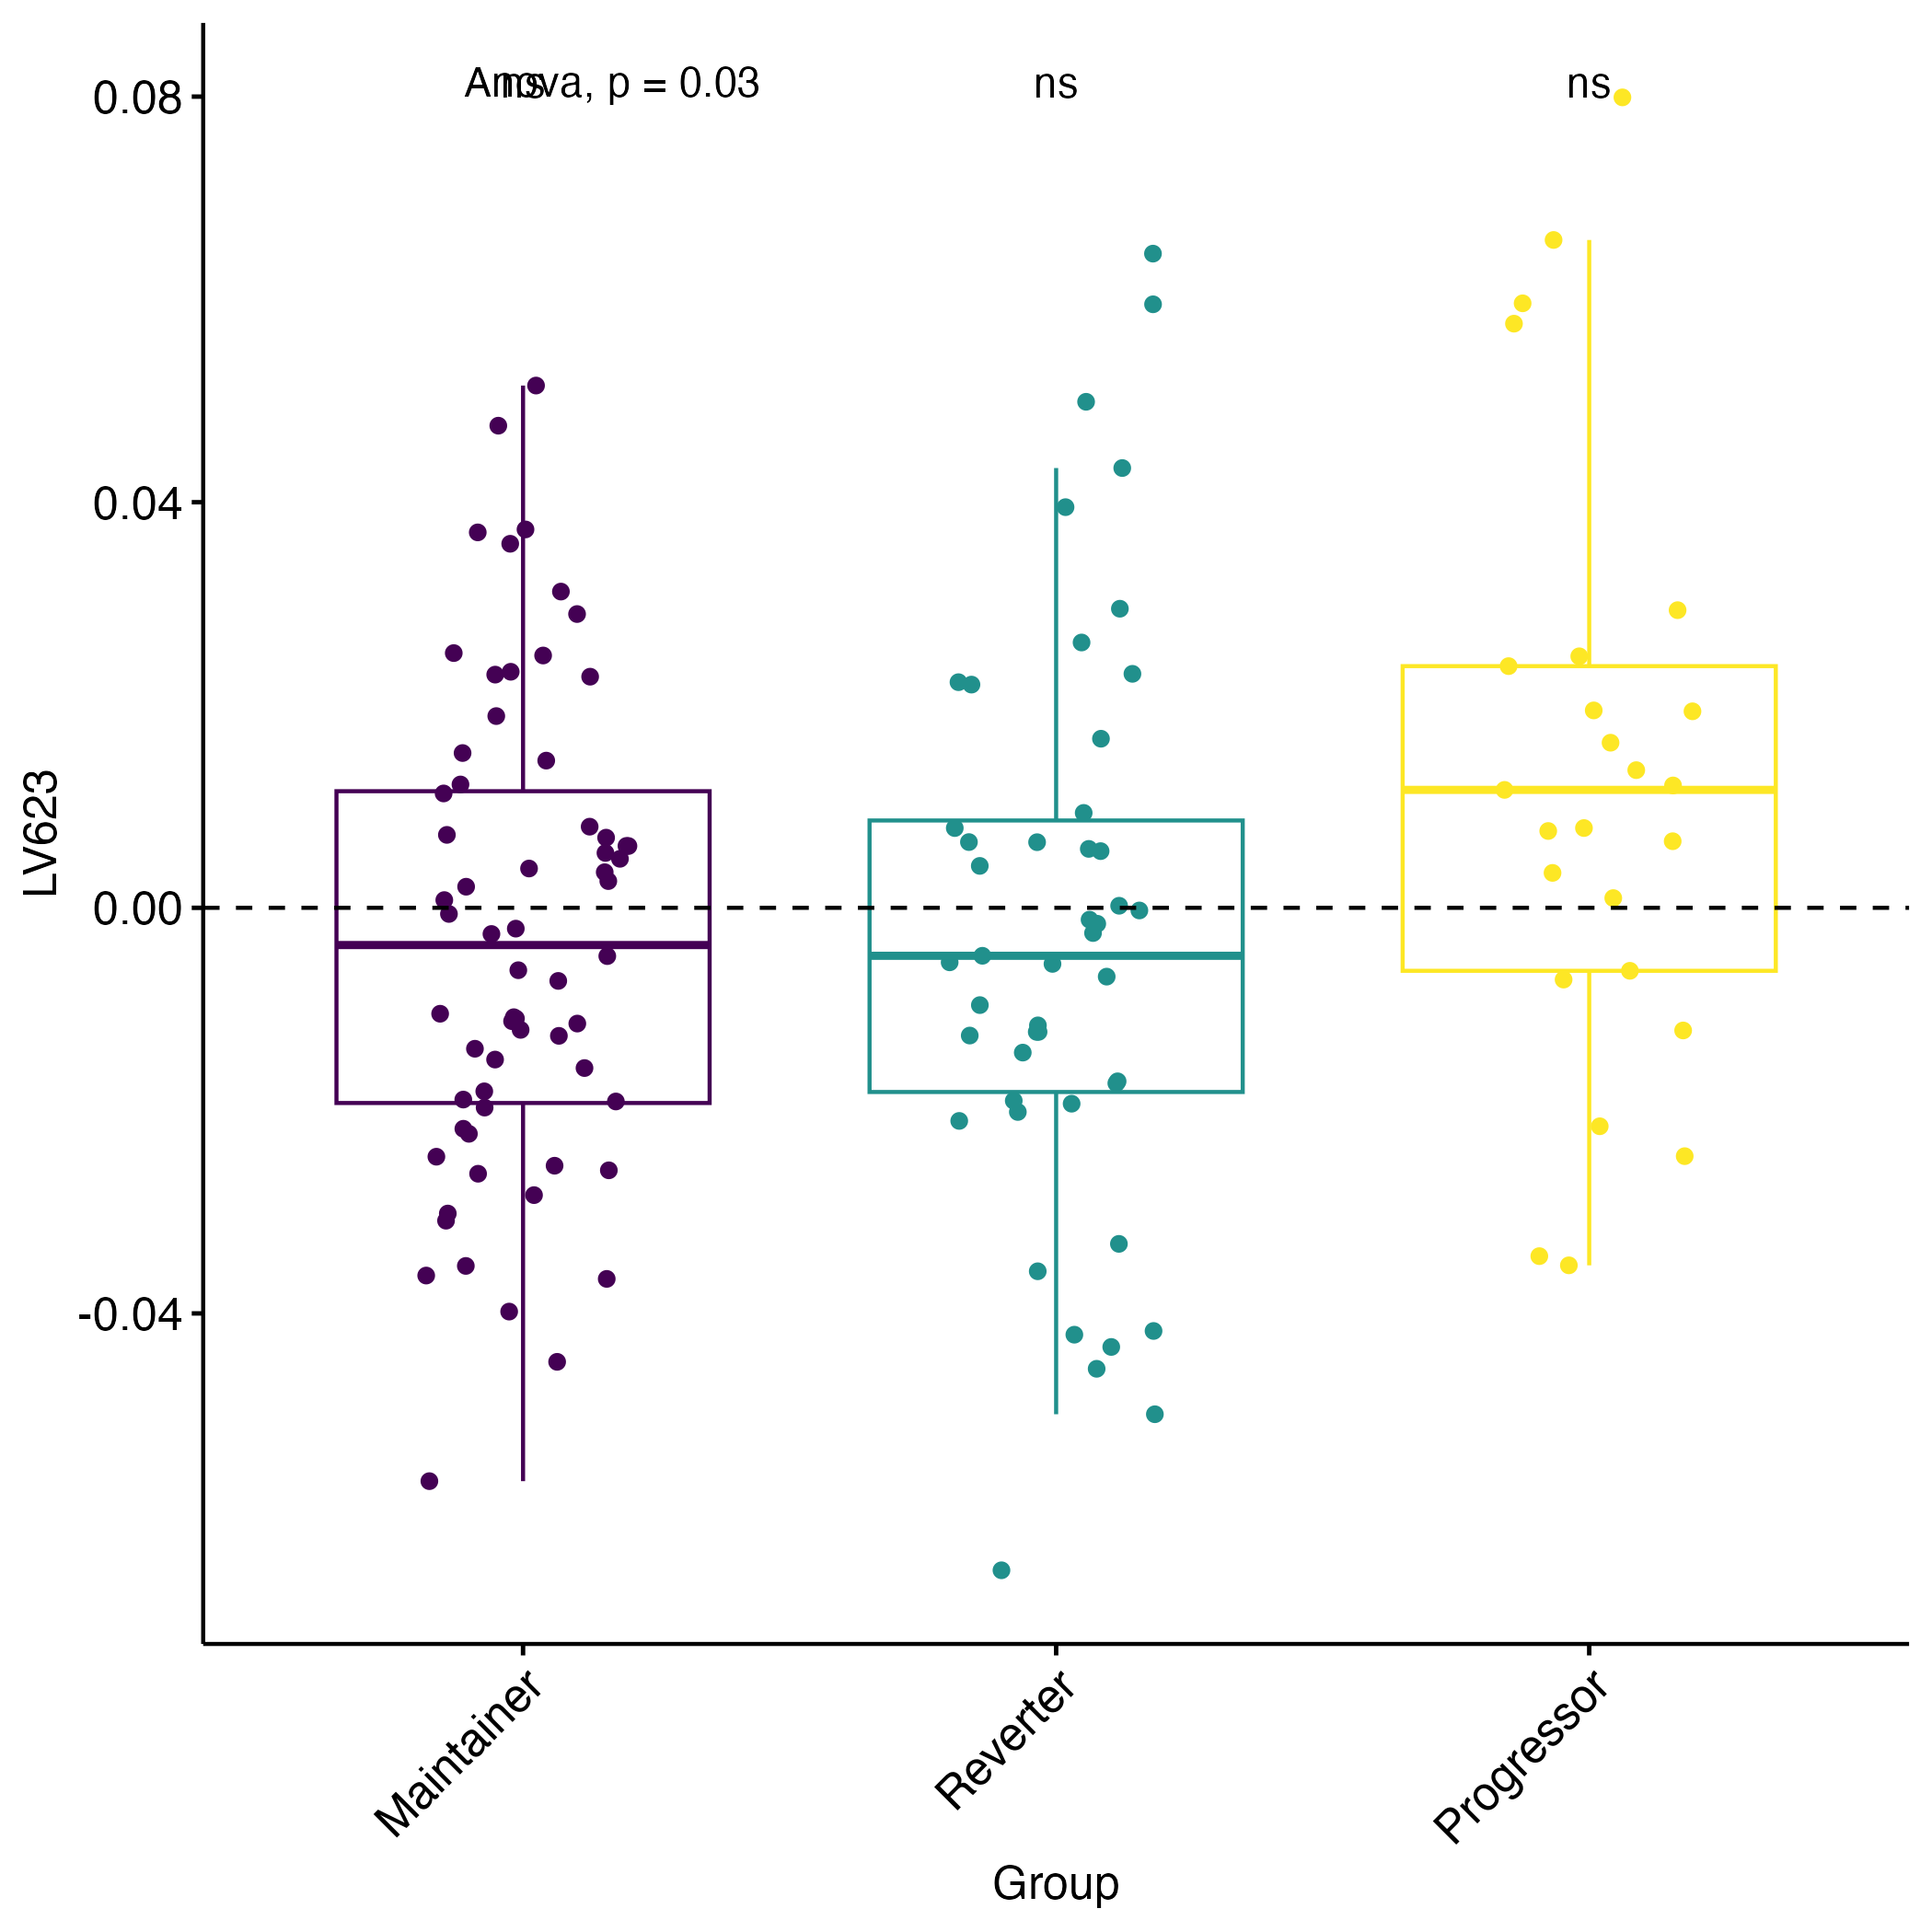 0.08
0.04
0.00
-0.04
LV623
Anova, p = 0.03
ns
ns
ns
Maintainer
Reverter
Progressor
Group